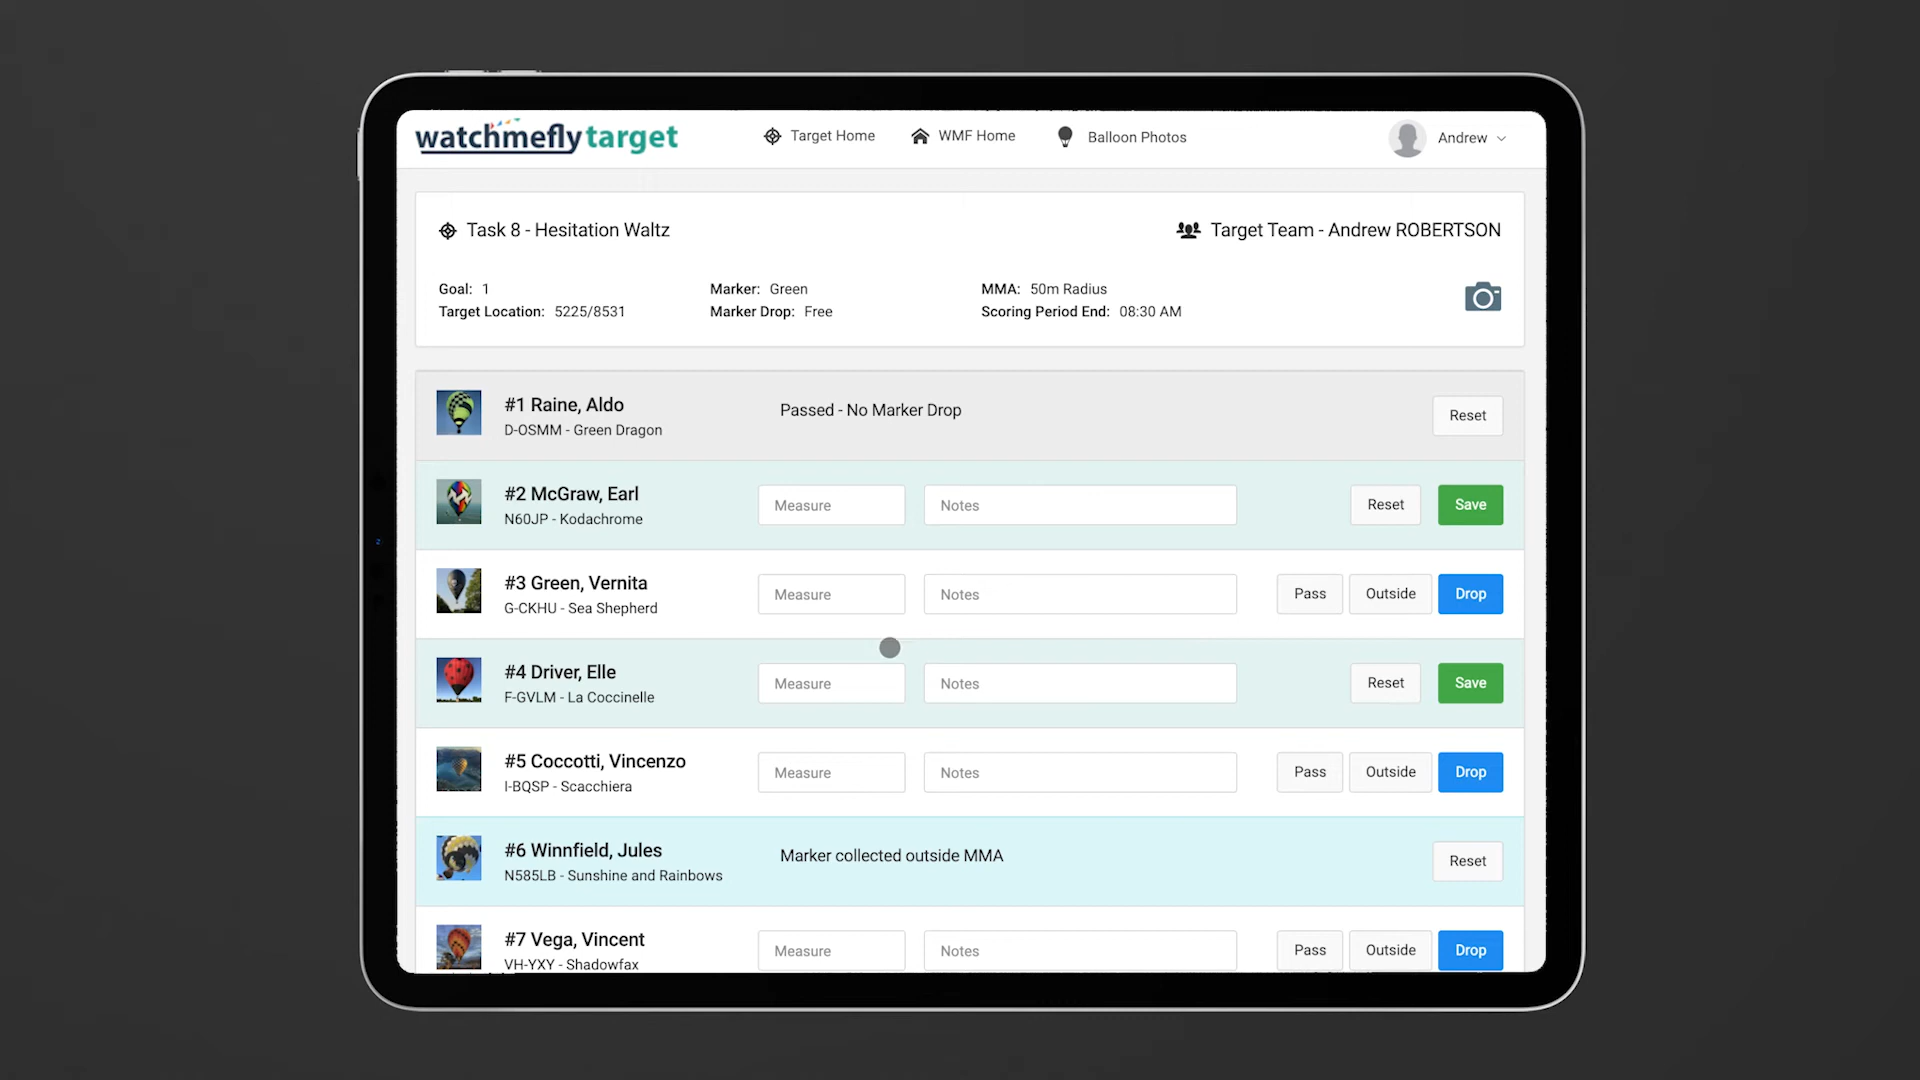 watchmefly target
Target Home
WMF Home
Balloon Photos
Andrew
Task 8 - Hesitation Waltz
Target Team - Andrew ROBERTSON
Goal: 1
Marker: Green
MMA: 50m Radius
Target Location: 5225/8531
Marker Drop: Free
Scoring Period End: 08:30 AM
#1 Raine, Aldo
D-OSMM - Green Dragon
Passed - No Marker Drop
Reset
#2 McGraw, Earl
N60JP - Kodachrome
Measure
Notes
Reset
Save
#3 Green, Vernita
G-CKHU - Sea Shepherd
Measure
Notes
Pass
Outside
Drop
#4 Driver, Elle
F-GVLM - La Coccinelle
Measure
Notes
Reset
Save
#5 Coccotti, Vincenzo
I-BQSP - Scacchiera
Measure
Notes
Pass
Outside
Drop
#6 Winnfield, Jules
N585LB - Sunshine and Rainbows
Marker collected outside MMA
Reset
#7 Vega, Vincent
VH-YXY - Shadowfax
Measure
Notes
Pass
Outside
Drop